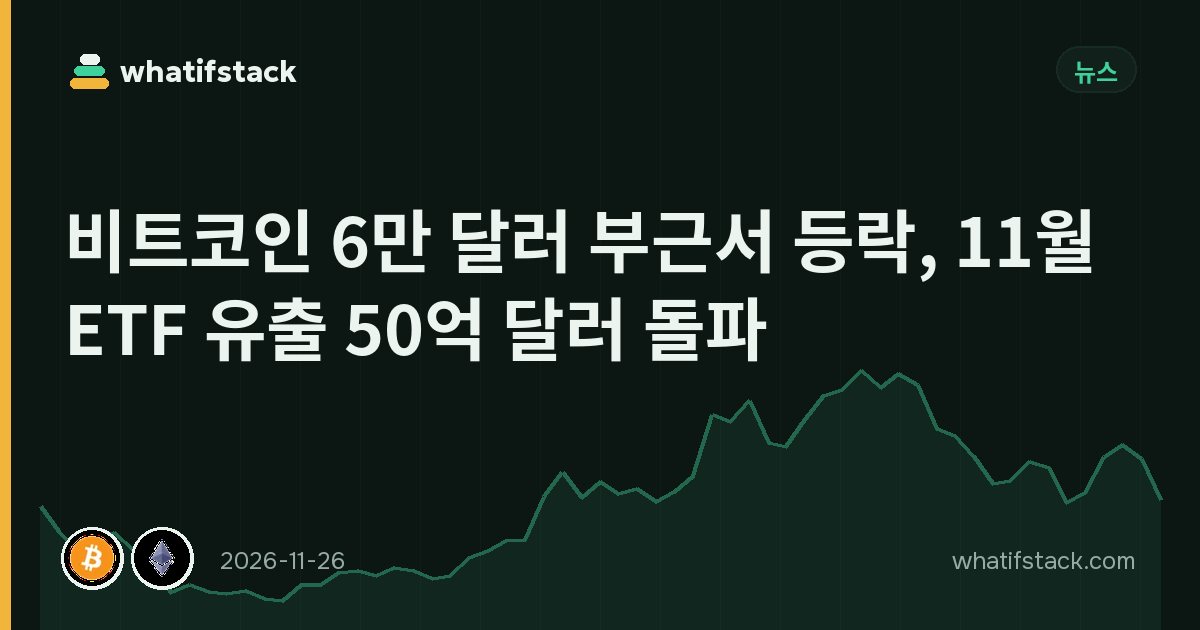 whatifstack
뉴스
비트코인 6만 달러 부근서 등락, 11월
ETF 유출 50억 달러 돌파
2026-11-26
whatifstack.com